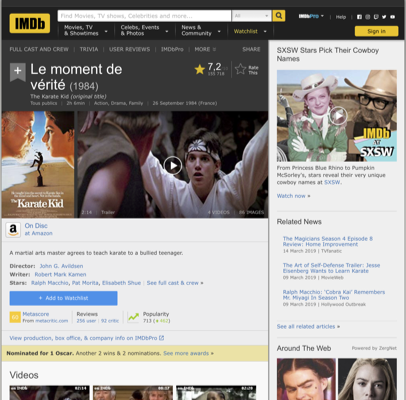 IMDb
Find Movies, TV shows, Celebrities and more...
All
IMDbPro
Help
Movies, TV
& Showtimes
Celebs, Events
& Photos
News &
Community
Watchlist
Sign in
FULL CAST AND CREW | TRIVIA | USER REVIEWS | IMDbPro | MORE
SHARE
Le moment de
vérité (1984)
The Karate Kid (original title)
Tous publics | 2h 6min | Action, Drama, Family | 26 September 1984 (France)
7,2
Rate
This
The Karate Kid
2:14 | Trailer
4 VIDEOS
On Disc
at Amazon
A martial arts master agrees to teach karate to a bullied teenager.
Director: John G. Avildsen
Writer: Robert Mark Kamen
Stars: Ralph Macchio, Pat Morita, Elisabeth Shue | See full cast & crew »
+ Add to Watchlist
Metascore
From metacritic.com
Reviews
256 user | 92 critic
Popularity
713
View production, box office, & company info on IMDbPro
Nominated for 1 Oscar. Another 2 wins & 2 nominations. See more awards »
Videos
SXSW Stars Pick Their Cowboy
Names
IMDb
AT
SXSW
From Princess Blue Rhino to Pumpkin
McSorley's, stars reveal their very
unique cowboy names at SXSW.
Watch now »
Related News
The Magicians Season 4 Episode 8
Review: Home Improvement
14 March 2019 | TVfanatic
The Art of Self-Defense Trailer: Jesse
Eisenberg Wants to Learn Karate
14 March 2019 | MovieWeb
Ralph Macchio: 'Cobra Kai' Remembers
Mr. Miyagi In Season Two
09 March 2019 | Hollywood Outbreak
See all related articles »
Around The Web
Powered by ZergNet